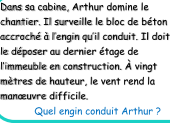 Dans sa cabine, Arthur domine le
chantier. Il surveille le bloc de béton
accroché à l'engin qu'il conduit. Il doit
le déposer au dernier étage de
l'immeuble en construction. À vingt
mètres de hauteur, le vent rend la
manœuvre difficile.
Quel engin conduit Arthur ?